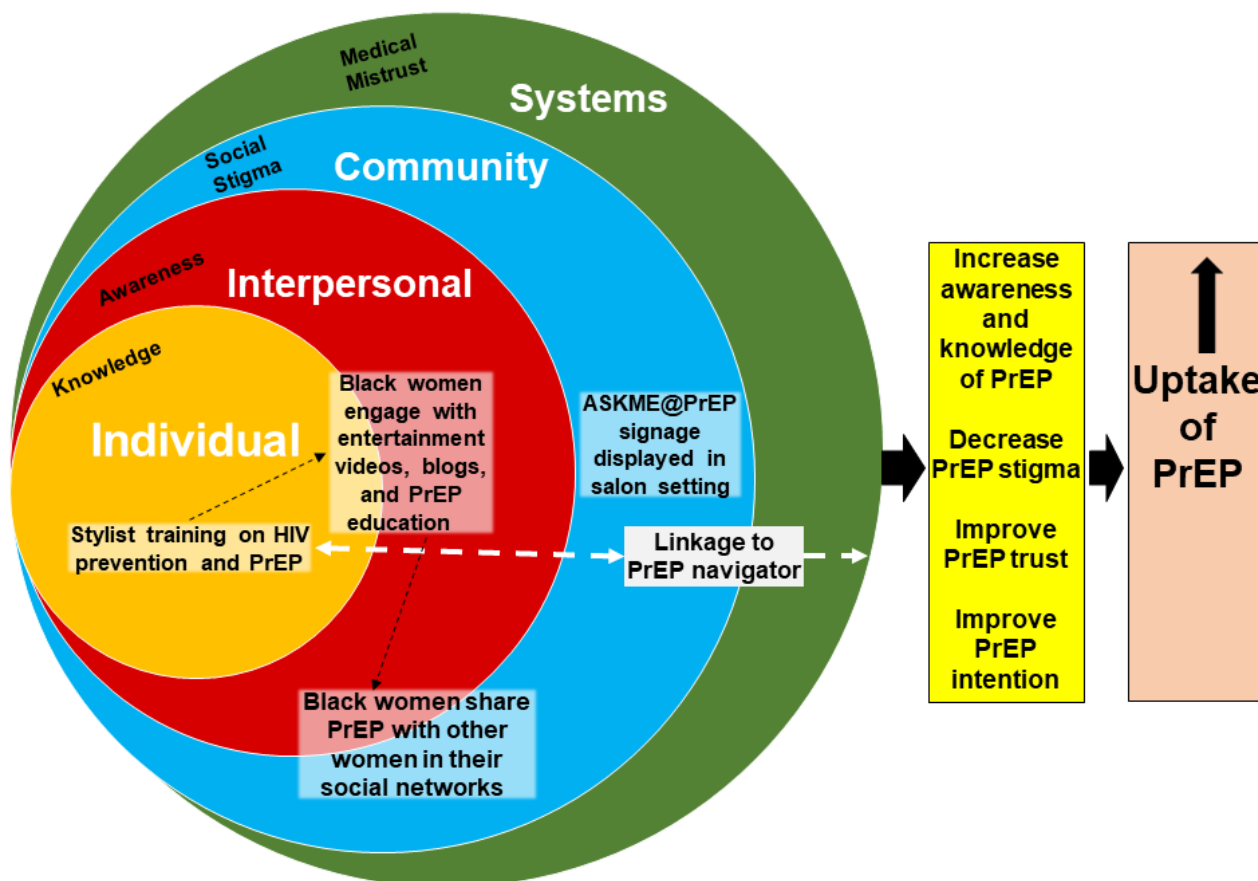 Medical
Mistrust
Systems
Social
Stigma
Community
Awareness
Interpersonal
Knowledge
Individual
Black women
engage with
entertainment
videos, blogs,
and PrEP
education
ASKME@PrEP
signage
displayed in
salon setting
Stylist training on HIV
prevention and PrEP
Linkage to
PrEP navigator
Black women share
PrEP with other
women in their
social networks
Increase
awareness
and
knowledge
of PrEP
Decrease
PrEP stigma
Improve
PrEP trust
Improve
PrEP
intention
Uptake
of
PrEP